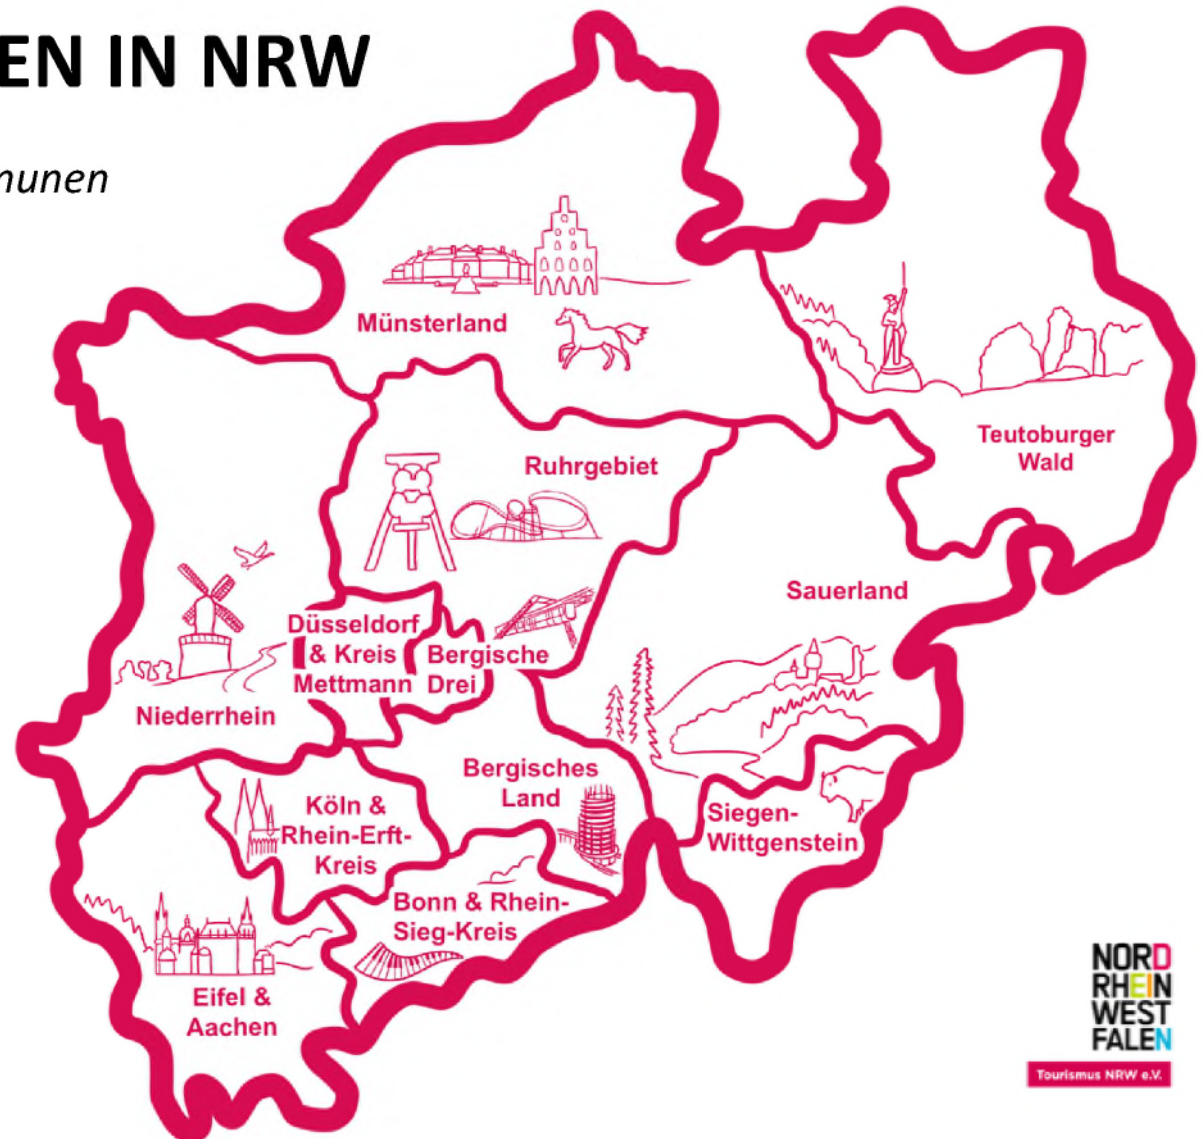 EN IN NRW
munen
Münsterland
Teutoburger
Wald
Ruhrgebiet
Sauerland
Düsseldorf
& Kreis
Mettmann
Bergische
Drei
Niederrhein
Bergisches
Land
Köln &
Rhein-Erft-
Kreis
Siegen-
Wittgenstein
Bonn & Rhein-
Sieg-Kreis
Eifel &
Aachen
NORD
RHEIN
WEST
FALEN
Tourismus NRW e.V.